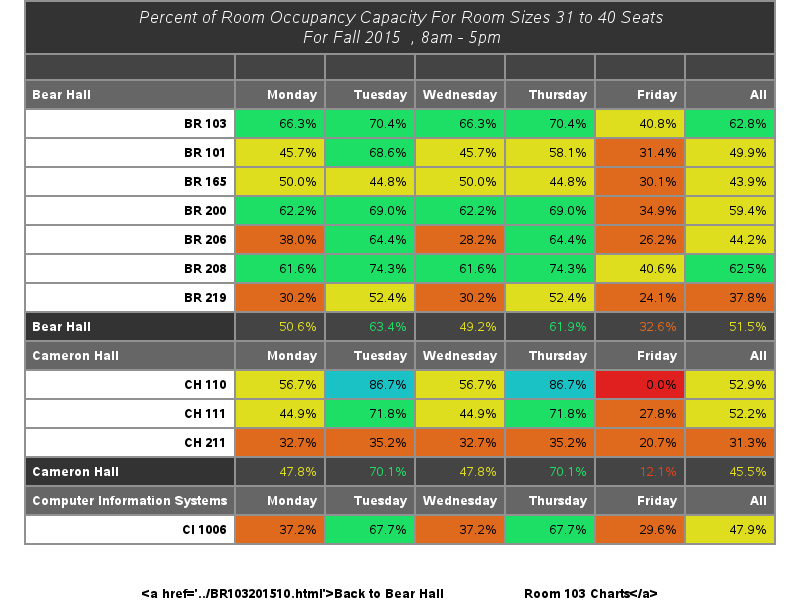 Percent of Room Occupancy Capacity For Room Sizes 31 to 40 Seats
For Fall 2015 , 8am - 5pm
Bear Hall Monday Tuesday Wednesday Thursday Friday All
BR 103 66.3% 70.4% 66.3% 70.4% 40.8% 62.8%
BR 101 45.7% 68.6% 45.7% 58.1% 31.4% 49.9%
BR 165 50.0% 44.8% 50.0% 44.8% 30.1% 43.9%
BR 200 62.2% 69.0% 62.2% 69.0% 34.9% 59.4%
BR 206 38.0% 64.4% 28.2% 64.4% 26.2% 44.2%
BR 208 61.6% 74.3% 61.6% 74.3% 40.6% 62.5%
BR 219 30.2% 52.4% 30.2% 52.4% 24.1% 37.8%
Bear Hall 50.6% 63.4% 49.2% 61.9% 32.6% 51.5%
Cameron Hall Monday Tuesday Wednesday Thursday Friday All
CH 110 56.7% 86.7% 56.7% 86.7% 0.0% 52.9%
CH 111 44.9% 71.8% 44.9% 71.8% 27.8% 52.2%
CH 211 32.7% 35.2% 32.7% 35.2% 20.7% 31.3%
Cameron Hall 47.8% 70.1% 47.8% 70.1% 12.1% 45.5%
Computer Information Systems Monday Tuesday Wednesday Thursday Friday All
CI 1006 37.2% 67.7% 37.2% 67.7% 29.6% 47.9%
<a href='../BR103201510.html'>Back to Bear Hall Room 103 Charts</a>